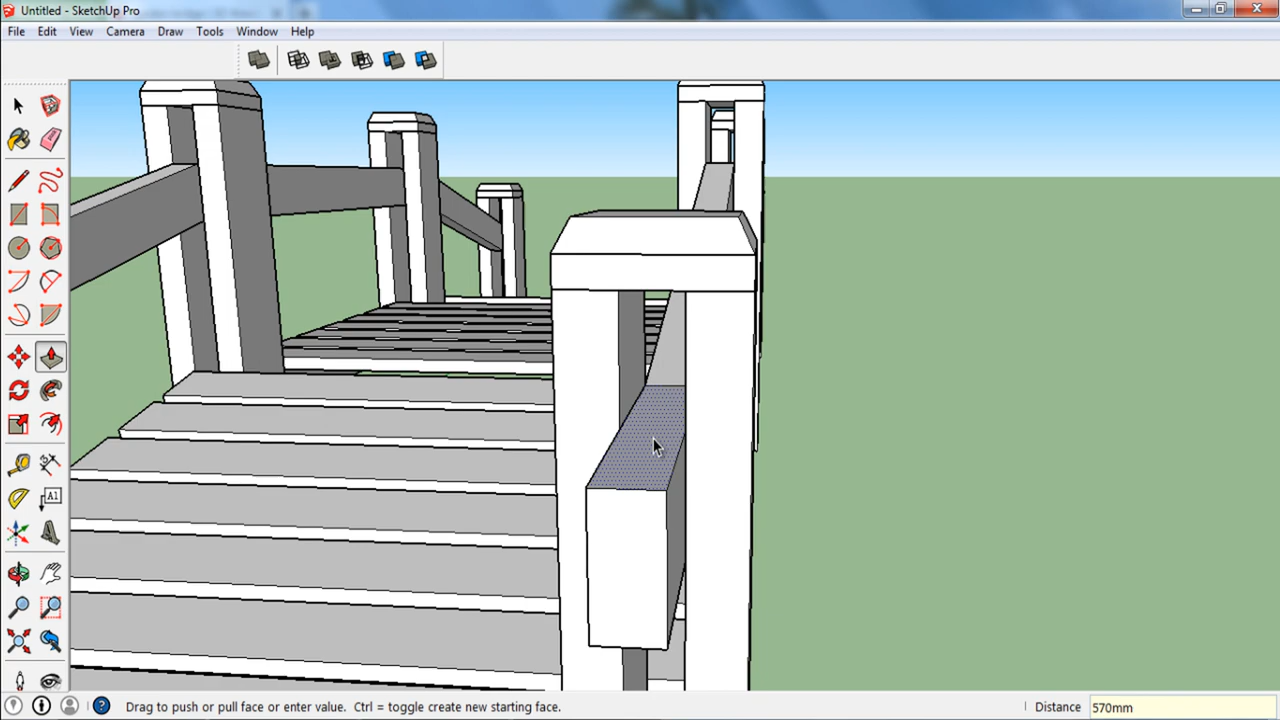 Untitled - SketchUp Pro
File Edit View Camera Draw Tools Window Help
A1
Drag to push or pull face or enter value. Ctrl = toggle create new starting face.
Distance 570mm